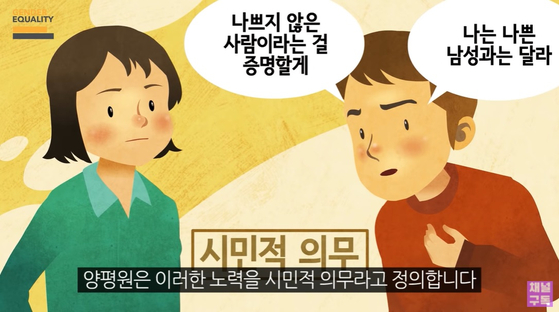 GENDER
EQUALITY
나쁘지 않은
사람이라는 걸
증명할게
나는 나쁜
남성과는 달라
시민적 의무
양평원은 이러한 노력을 시민적 의무라고 정의합니다
채널
구독